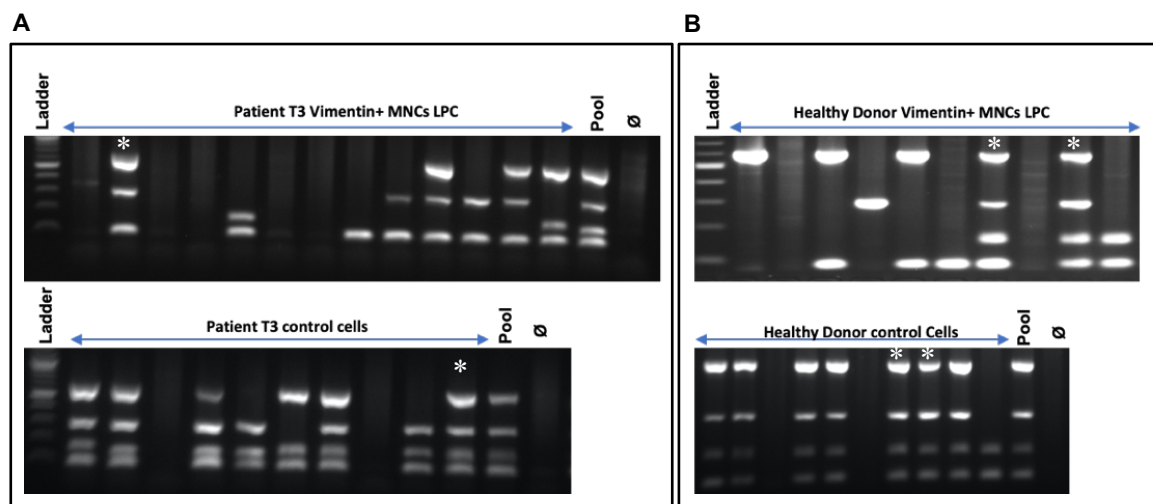 A
B
Ladder
Patient T3 Vimentin+ MNCs LPC
Pool
Ø
*
Ladder
Healthy Donor Vimentin+ MNCs LPC
*
*
Ladder
Patient T3 control cells
Pool
Ø
*
Healthy Donor control Cells
Pool
Ø
*
*